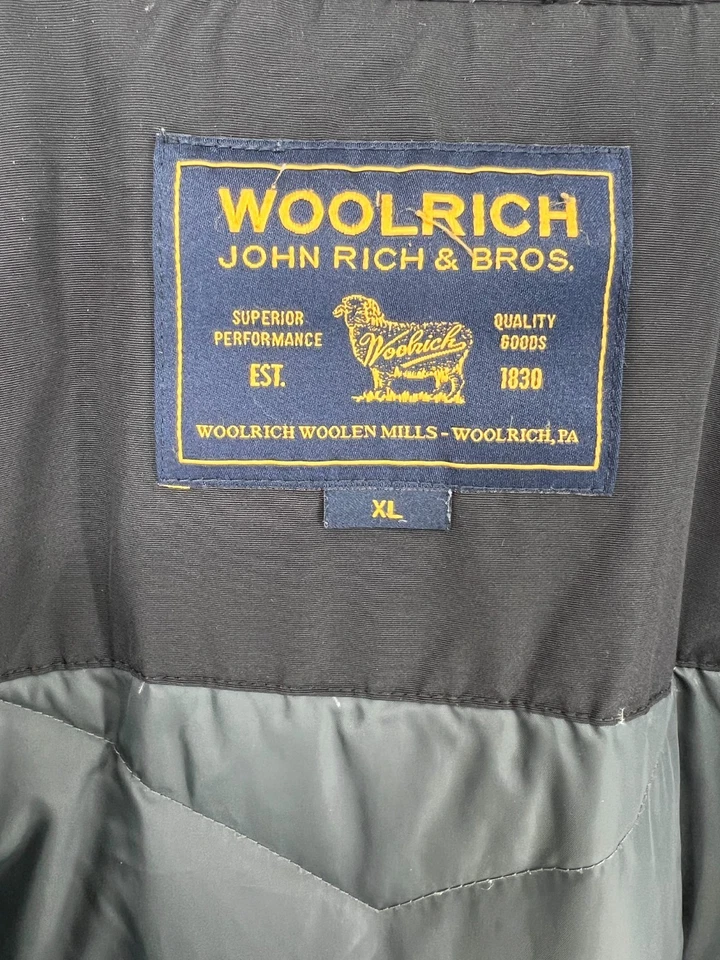 WOOLRICH
JOHN RICH & BROS.
SUPERIOR
PERFORMANCE
EST.
Woolrich
QUALITY
GOODS
1830
WOOLRICH WOOLEN MILLS - WOOLRICH, PA
XL